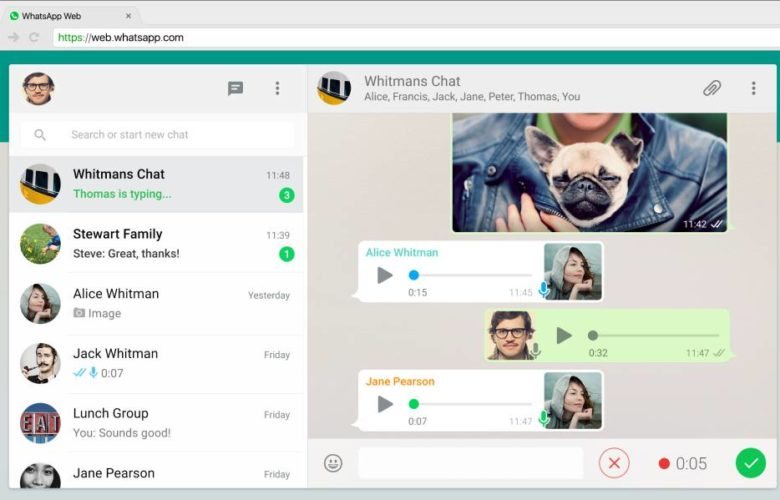 WhatsApp Web
https://web.whatsapp.com
Search or start new chat
Whitmans Chat
11:48
Thomas is typing...
3
Stewart Family
11:39
Steve: Great, thanks!
1
Alice Whitman
Yesterday
Image
Jack Whitman
Friday
0:07
Lunch Group
Friday
EAT
You: Sounds good!
Jane Pearson
Friday
Whitmans Chat
Alice, Francis, Jack, Jane, Peter, Thomas, You
11:42
Alice Whitman
0:15
11:45
0:32
11:47
Jane Pearson
0:07
11:47
0:05